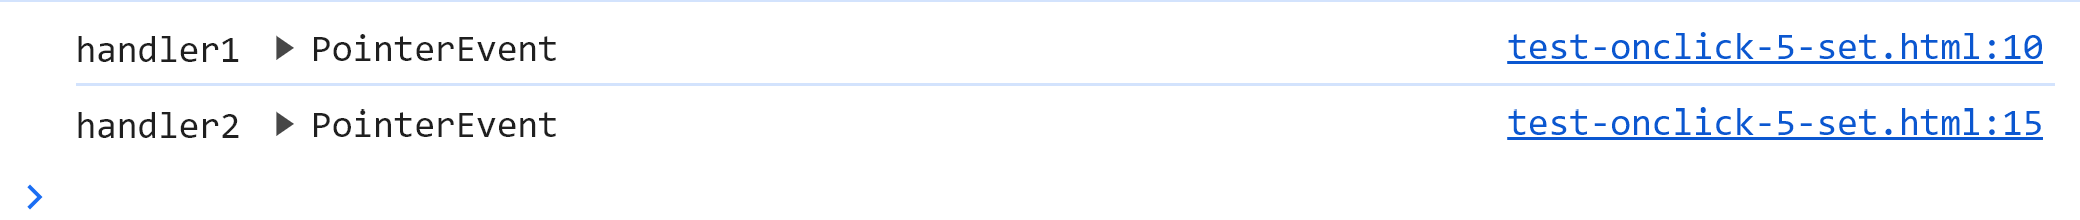 handler1 ▶ PointerEvent test-onclick-5-set.html:10
handler2 ▶ PointerEvent test-onclick-5-set.html:15